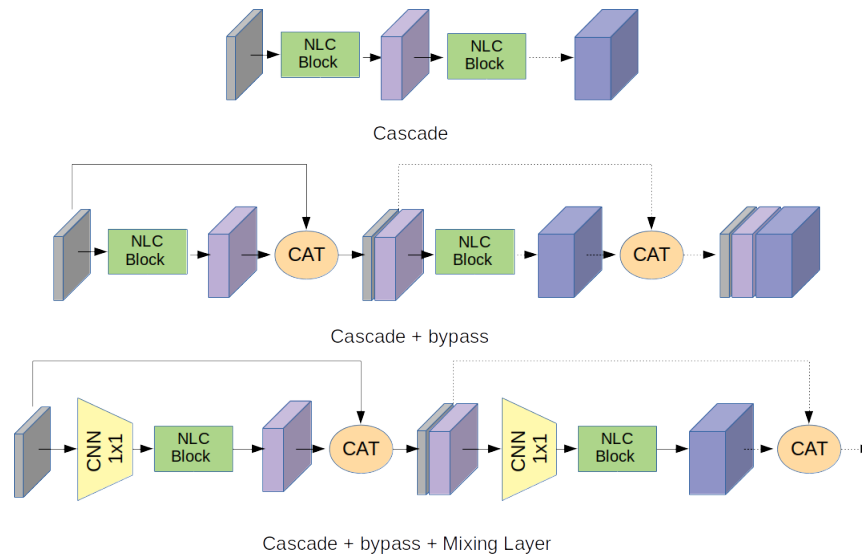 NLC Block
NLC Block
Cascade
NLC Block
CAT
NLC Block
CAT
Cascade + bypass
CNN 1x1
NLC Block
CAT
CNN 1x1
NLC Block
CAT
Cascade + bypass + Mixing Layer